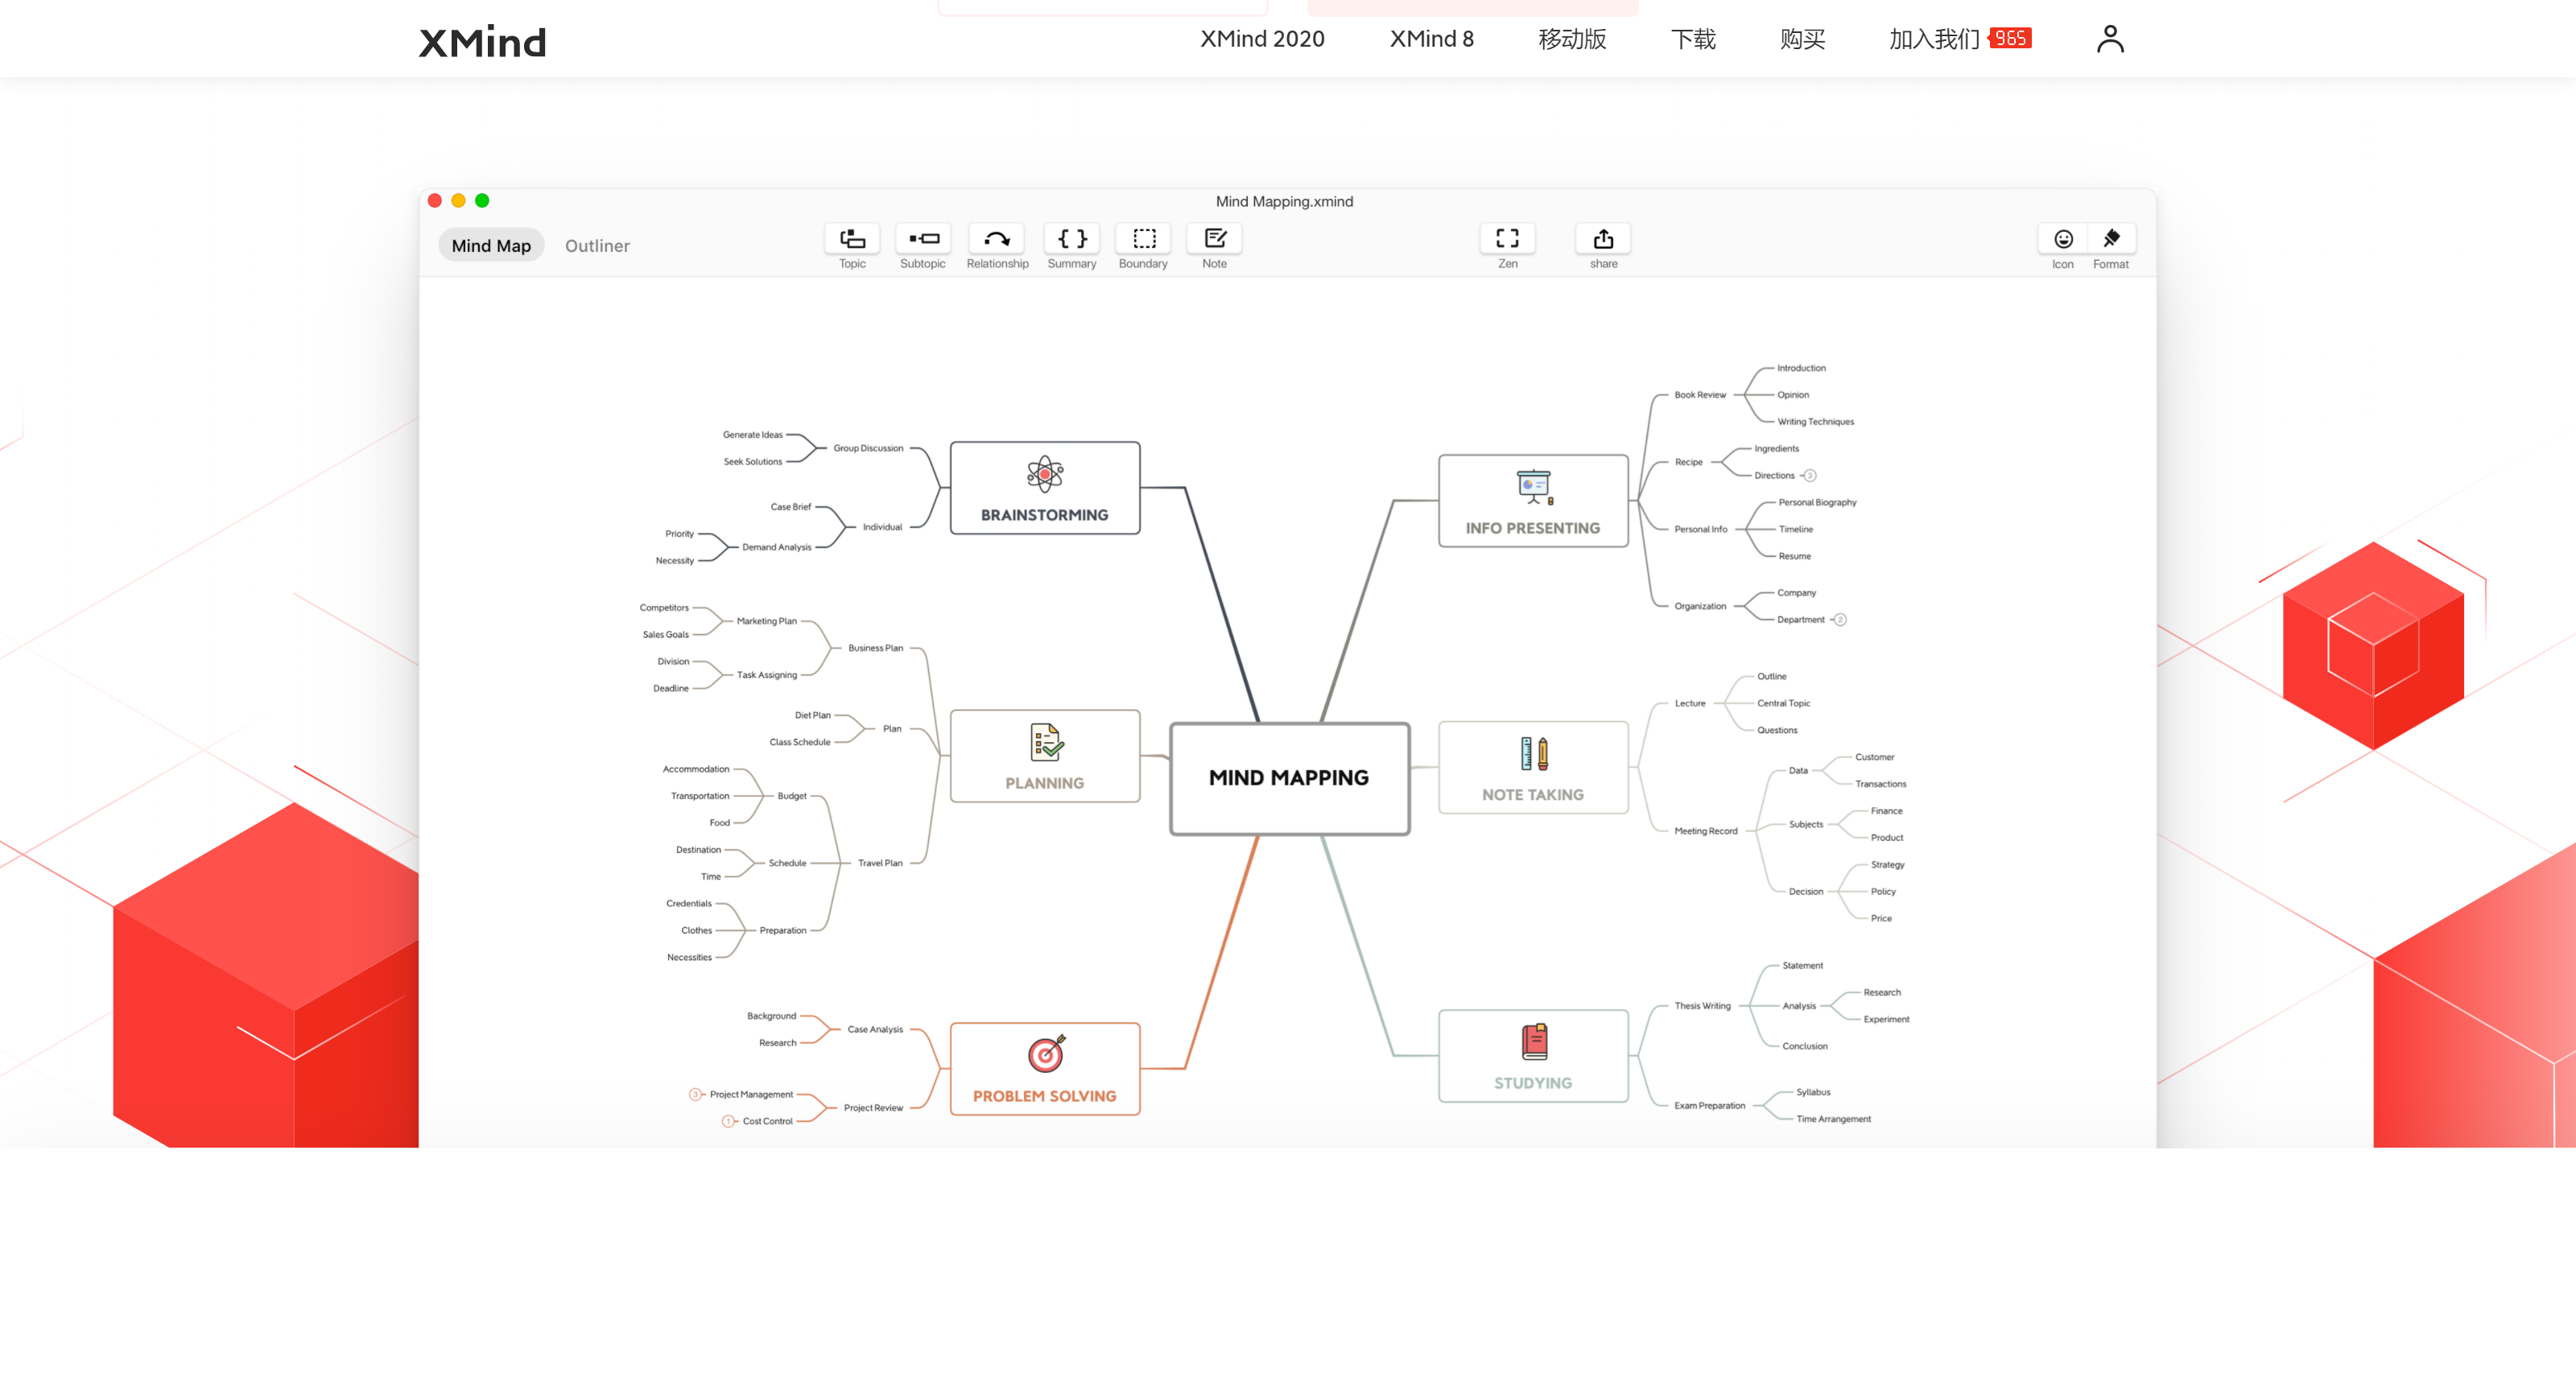 XMind
XMind 2020
XMind 8
移动版
下载
购买
加入我们 965
Mind Mapping.xmind
Mind Map
Outliner
Topic
Subtopic
Relationship
Summary
Boundary
Note
Zen
share
Icon
Format
MIND MAPPING
BRAINSTORMING
Group Discussion
Generate Ideas
Seek Solutions
Individual
Case Brief
Demand Analysis
Priority
Necessity
PLANNING
Business Plan
Marketing Plan
Competitors
Sales Goals
Task Assigning
Division
Deadline
Plan
Diet Plan
Class Schedule
Travel Plan
Budget
Accommodation
Transportation
Food
Schedule
Destination
Time
Preparation
Credentials
Clothes
Necessities
PROBLEM SOLVING
Case Analysis
Background
Research
Project Review
Project Management
3
Cost Control
1
INFO PRESENTING
Book Review
Introduction
Opinion
Writing Techniques
Recipe
Ingredients
Directions
3
Personal Info
Personal Biography
Timeline
Resume
Organization
Company
Department
2
NOTE TAKING
Lecture
Outline
Central Topic
Questions
Meeting Record
Data
Customer
Transactions
Subjects
Finance
Product
Decision
Strategy
Policy
Price
STUDYING
Thesis Writing
Statement
Analysis
Research
Experiment
Conclusion
Exam Preparation
Syllabus
Time Arrangement